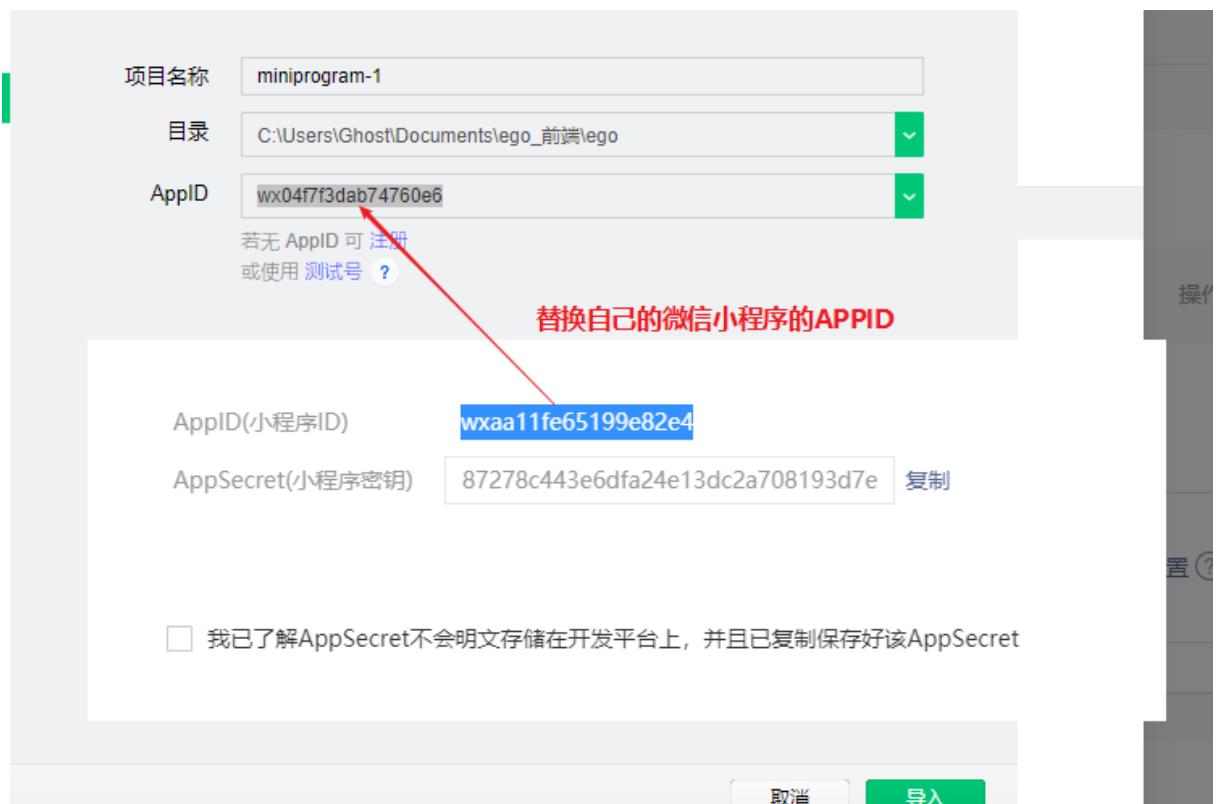 项目名称 miniprogram-1
目录 C:\Users\Ghost\Documents\ego_前端\ego
AppID wx04f7f3dab74760e6
若无 AppID 可 注册
或使用 测试号 ?
操作
替换自己的微信小程序的APPID
AppID(小程序ID) wxaa11fe65199e82e4
AppSecret(小程序密钥) 87278c443e6dfa24e13dc2a708193d7e 复制
置 ?
我已了解AppSecret不会明文存储在开发平台上，并且已复制保存好该AppSecret
取消 导入